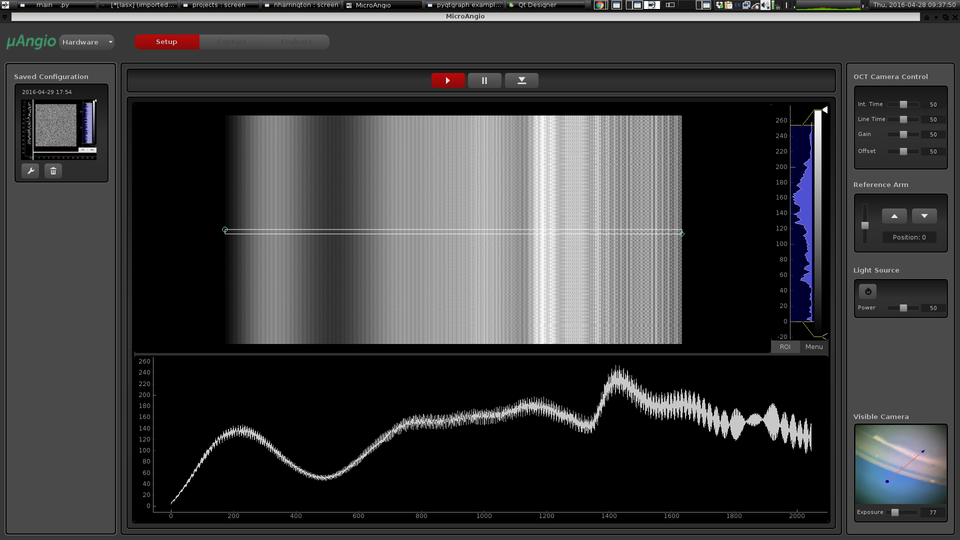 main : .py
[*[lasx] (imported...
projects : screen
nharrington : screen
MicroAngio
pyqtgraph exampl...
Qt Designer
Thu, 2016-04-28 09:37:50
MicroAngio
µAngio
Hardware
Setup
Saved Configuration
2016-04-29 17:54
260
240
220
200
180
160
140
120
100
80
60
40
20
0
-20
ROI
Menu
260
240
220
200
180
160
140
120
100
80
60
40
20
0
0
200
400
600
800
1000
1200
1400
1600
1800
2000
OCT Camera Control
Int. Time 50
Line Time 50
Gain 50
Offset 50
Reference Arm
Position: 0
Light Source
Power 50
Visible Camera
Exposure 77